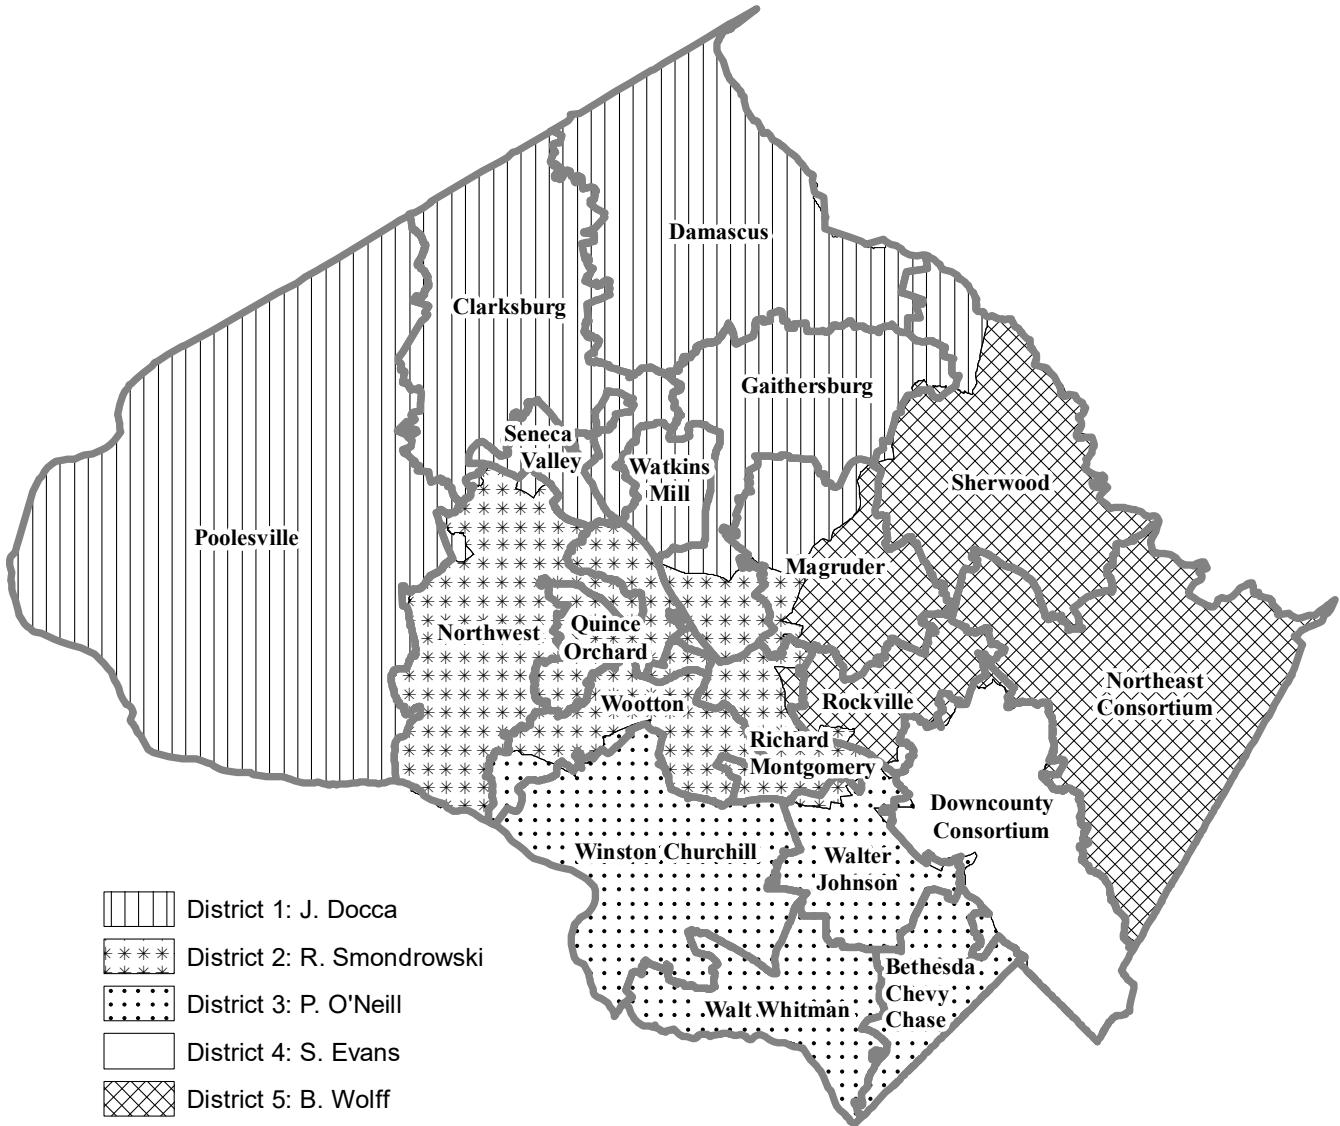 Damascus
Clarksburg
Gaithersburg
Seneca
Valley
Watkins
Mill
Sherwood
Poolesville
Magruder
Northwest
Quince
Orchard
Northeast
Consortium
Wootton
Rockville
Richard
Montgomery
Downcounty
Consortium
Winston Churchill
Walter
Johnson
Bethesda
Chevy
Chase
Walt Whitman
District 1: J. Docca
District 2: R. Smondrowski
District 3: P. O'Neill
District 4: S. Evans
District 5: B. Wolff